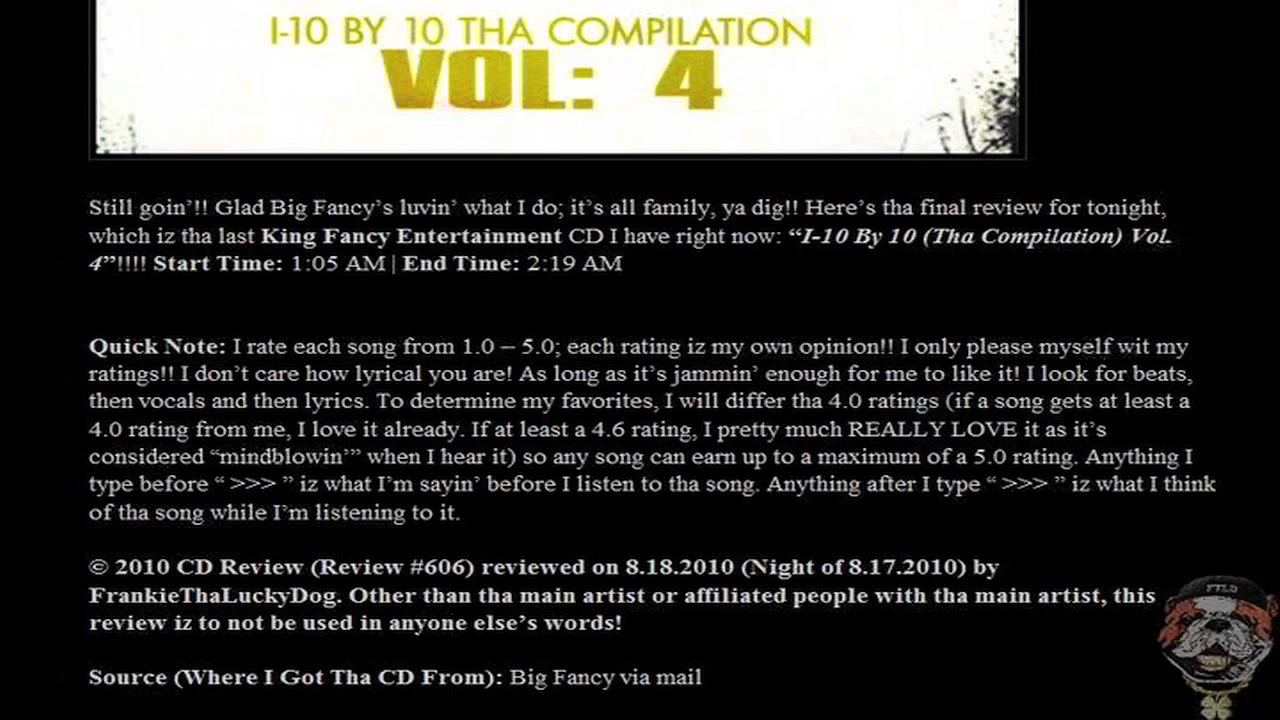 I-10 BY 10 THA COMPILATION
VOL: 4
Still goin’!! Glad Big Fancy’s luvin’ what I do; it’s all family, ya dig!! Here’s tha final review for tonight,
which iz tha last King Fancy Entertainment CD I have right now: “I-10 By 10 (Tha Compilation) Vol.
4”!!!! Start Time: 1:05 AM | End Time: 2:19 AM
Quick Note: I rate each song from 1.0 – 5.0; each rating iz my own opinion!! I only please myself wit my
ratings!! I don’t care how lyrical you are! As long as it’s jammin’ enough for me to like it! I look for beats,
then vocals and then lyrics. To determine my favorites, I will differ tha 4.0 ratings (if a song gets at least a
4.0 rating from me, I love it already. If at least a 4.6 rating, I pretty much REALLY LOVE it as it’s
considered “mindblowin’” when I hear it) so any song can earn up to a maximum of a 5.0 rating. Anything I
type before “ >>> ” iz what I’m sayin’ before I listen to tha song. Anything after I type “ >>> ” iz what I think
of tha song while I’m listening to it.
© 2010 CD Review (Review #606) reviewed on 8.18.2010 (Night of 8.17.2010) by
FrankieThaLuckyDog. Other than tha main artist or affiliated people with tha main artist, this
review iz to not be used in anyone else’s words!
FTLD
Source (Where I Got Tha CD From): Big Fancy via mail